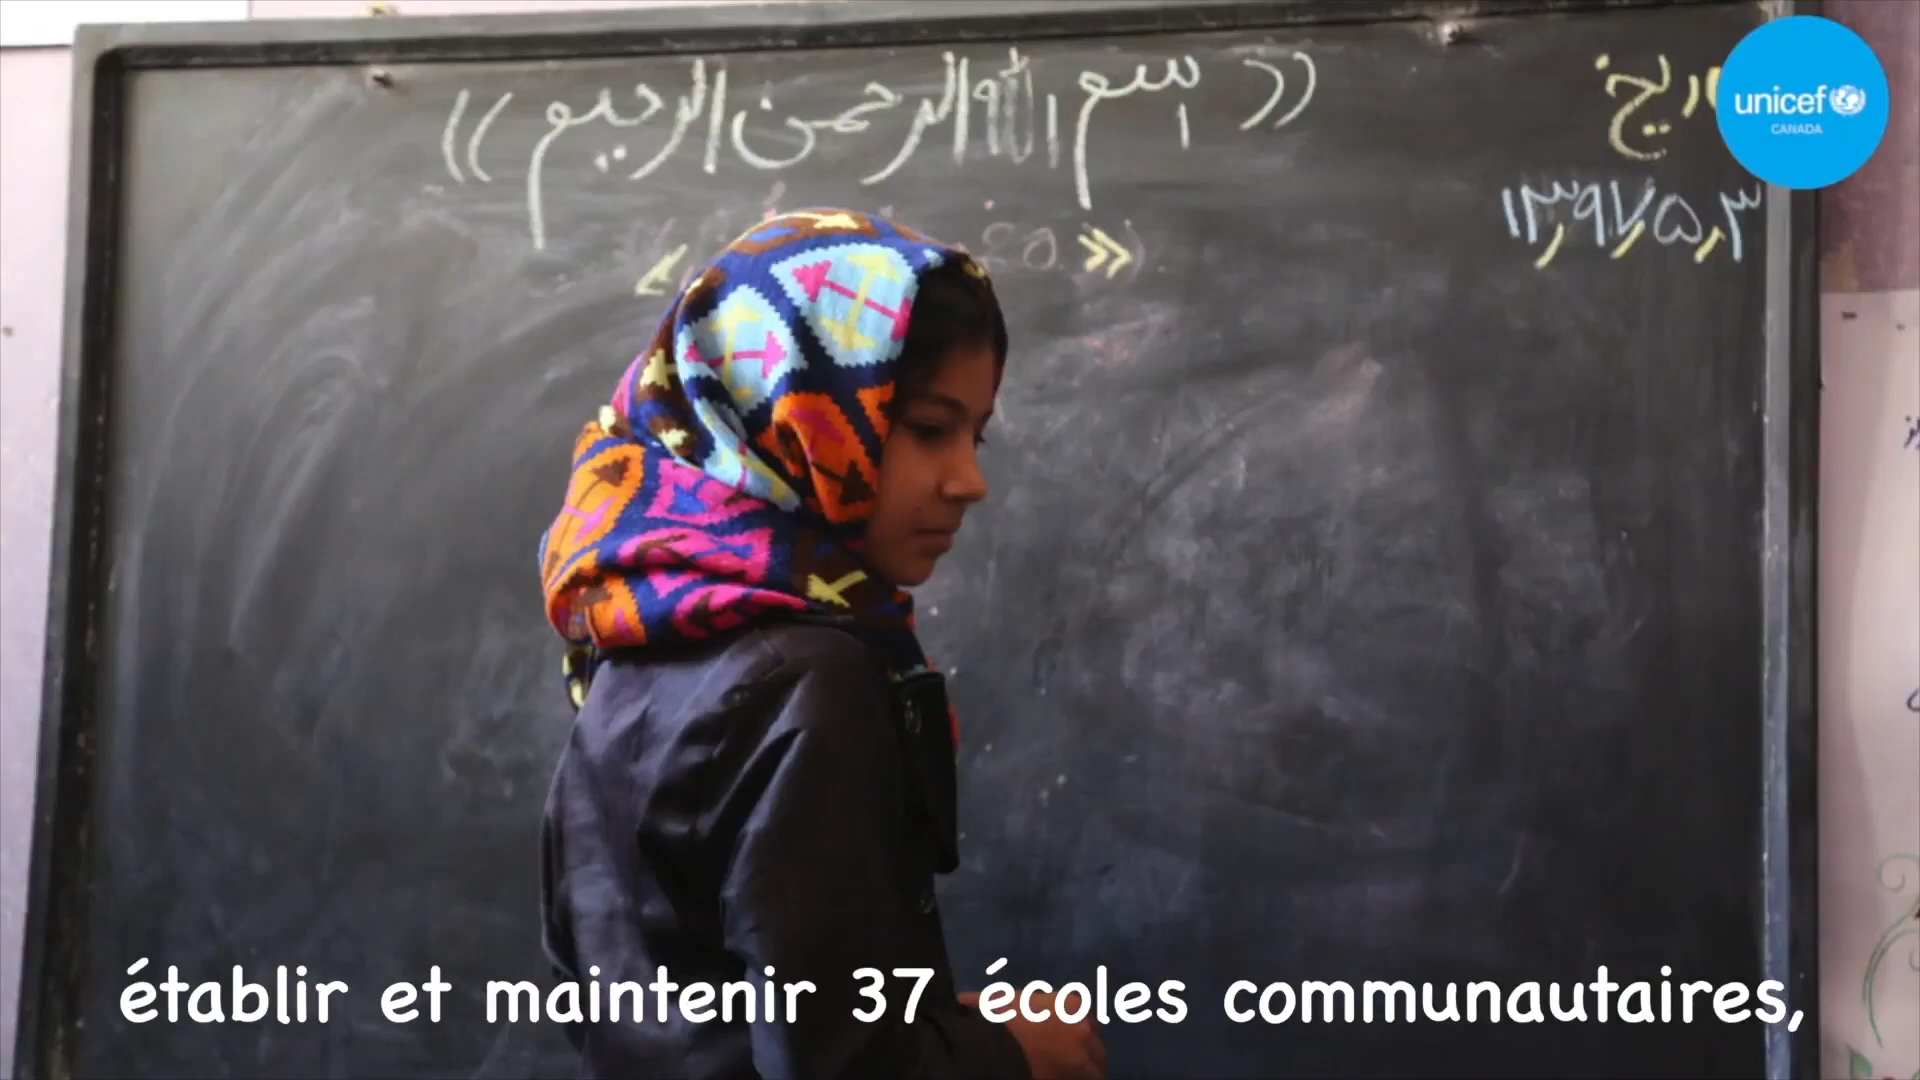 « بسم الله الرحمن الرحیم »
تاریخ
۱۳۹۷٫۵٫۳
unicef
CANADA
établir et maintenir 37 écoles communautaires,